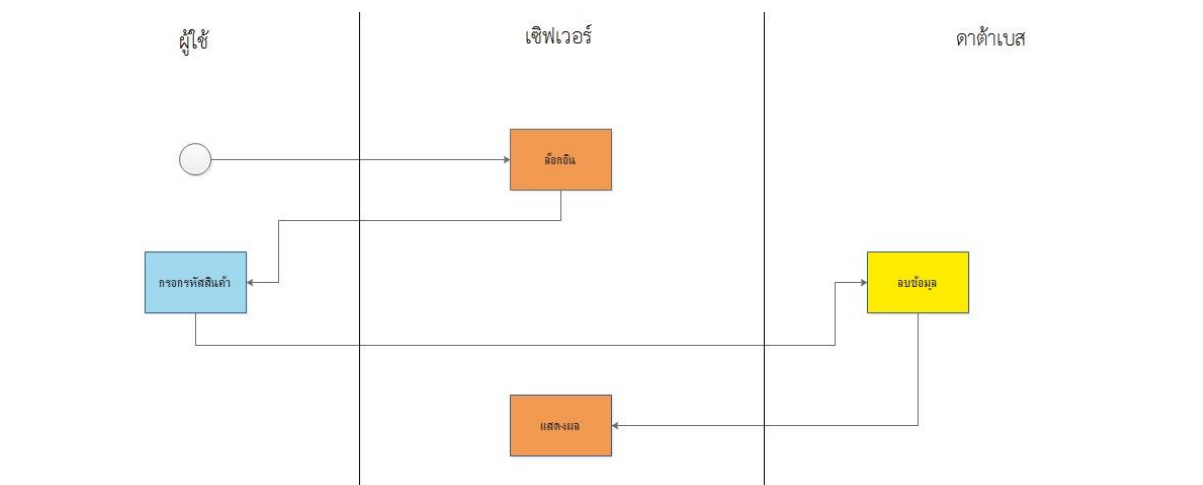 ผู้ใช้
เซิฟเวอร์
ดาต้าเบส
ล๊อกอิน
กรอกรหัสสินค้า
ลบข้อมูล
แสดงผล